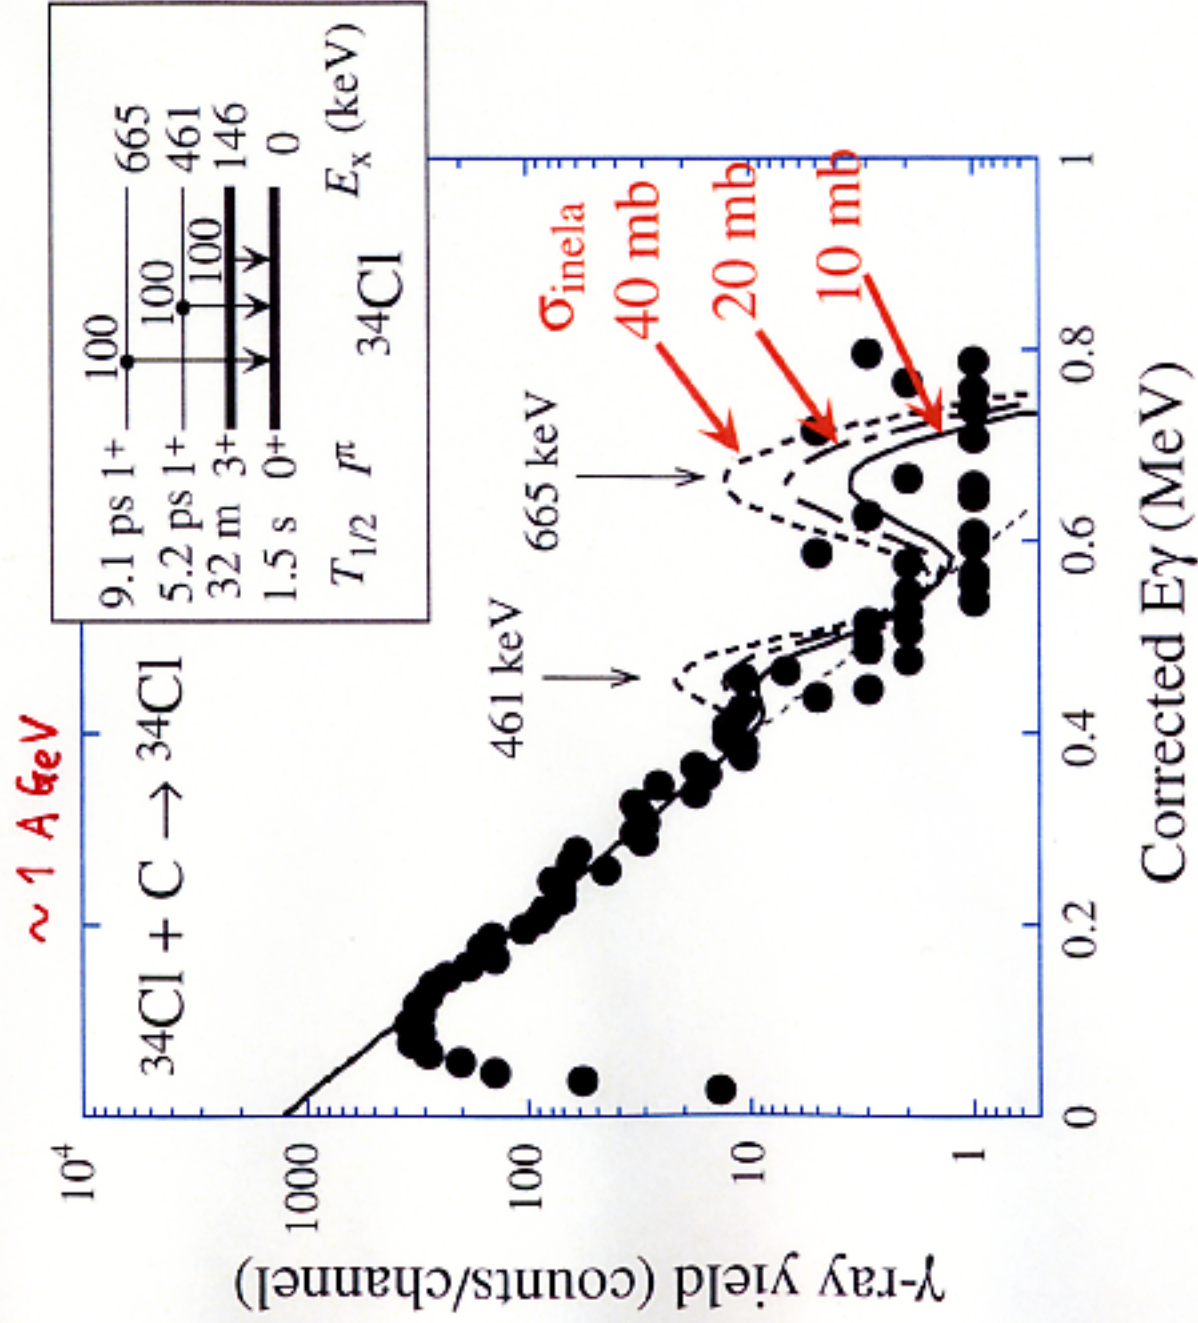 ~ 1 A GeV
10⁴
³⁴Cl + C → ³⁴Cl
100
9.1 ps 1⁺ 665
100
5.2 ps 1⁺ 461
100
32 m 3⁺ 146
1.5 s 0⁺ 0
T₁/₂ Iᵖ Eₓ (keV)
³⁴Cl
1000
461 keV
665 keV
σinela
40 mb
20 mb
10 mb
100
10
1
0 0.2 0.4 0.6 0.8 1
Corrected Eγ (MeV)
γ-ray yield (counts/channel)